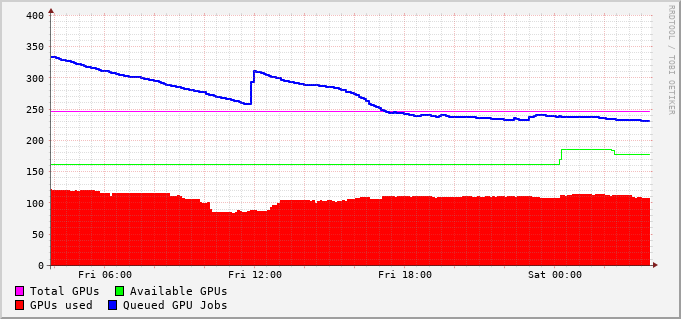 400
350
300
250
200
150
100
50
0
Fri 06:00 Fri 12:00 Fri 18:00 Sat 00:00
Total GPUs Available GPUs
GPUs used Queued GPU Jobs
RRDTOOL / TOBI OETIKER